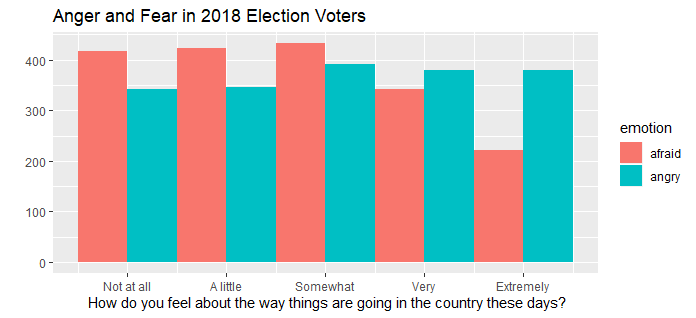 Anger and Fear in 2018 Election Voters
400
300
200
100
0
Not at all A little Somewhat Very Extremely
How do you feel about the way things are going in the country these days?
emotion
afraid
angry